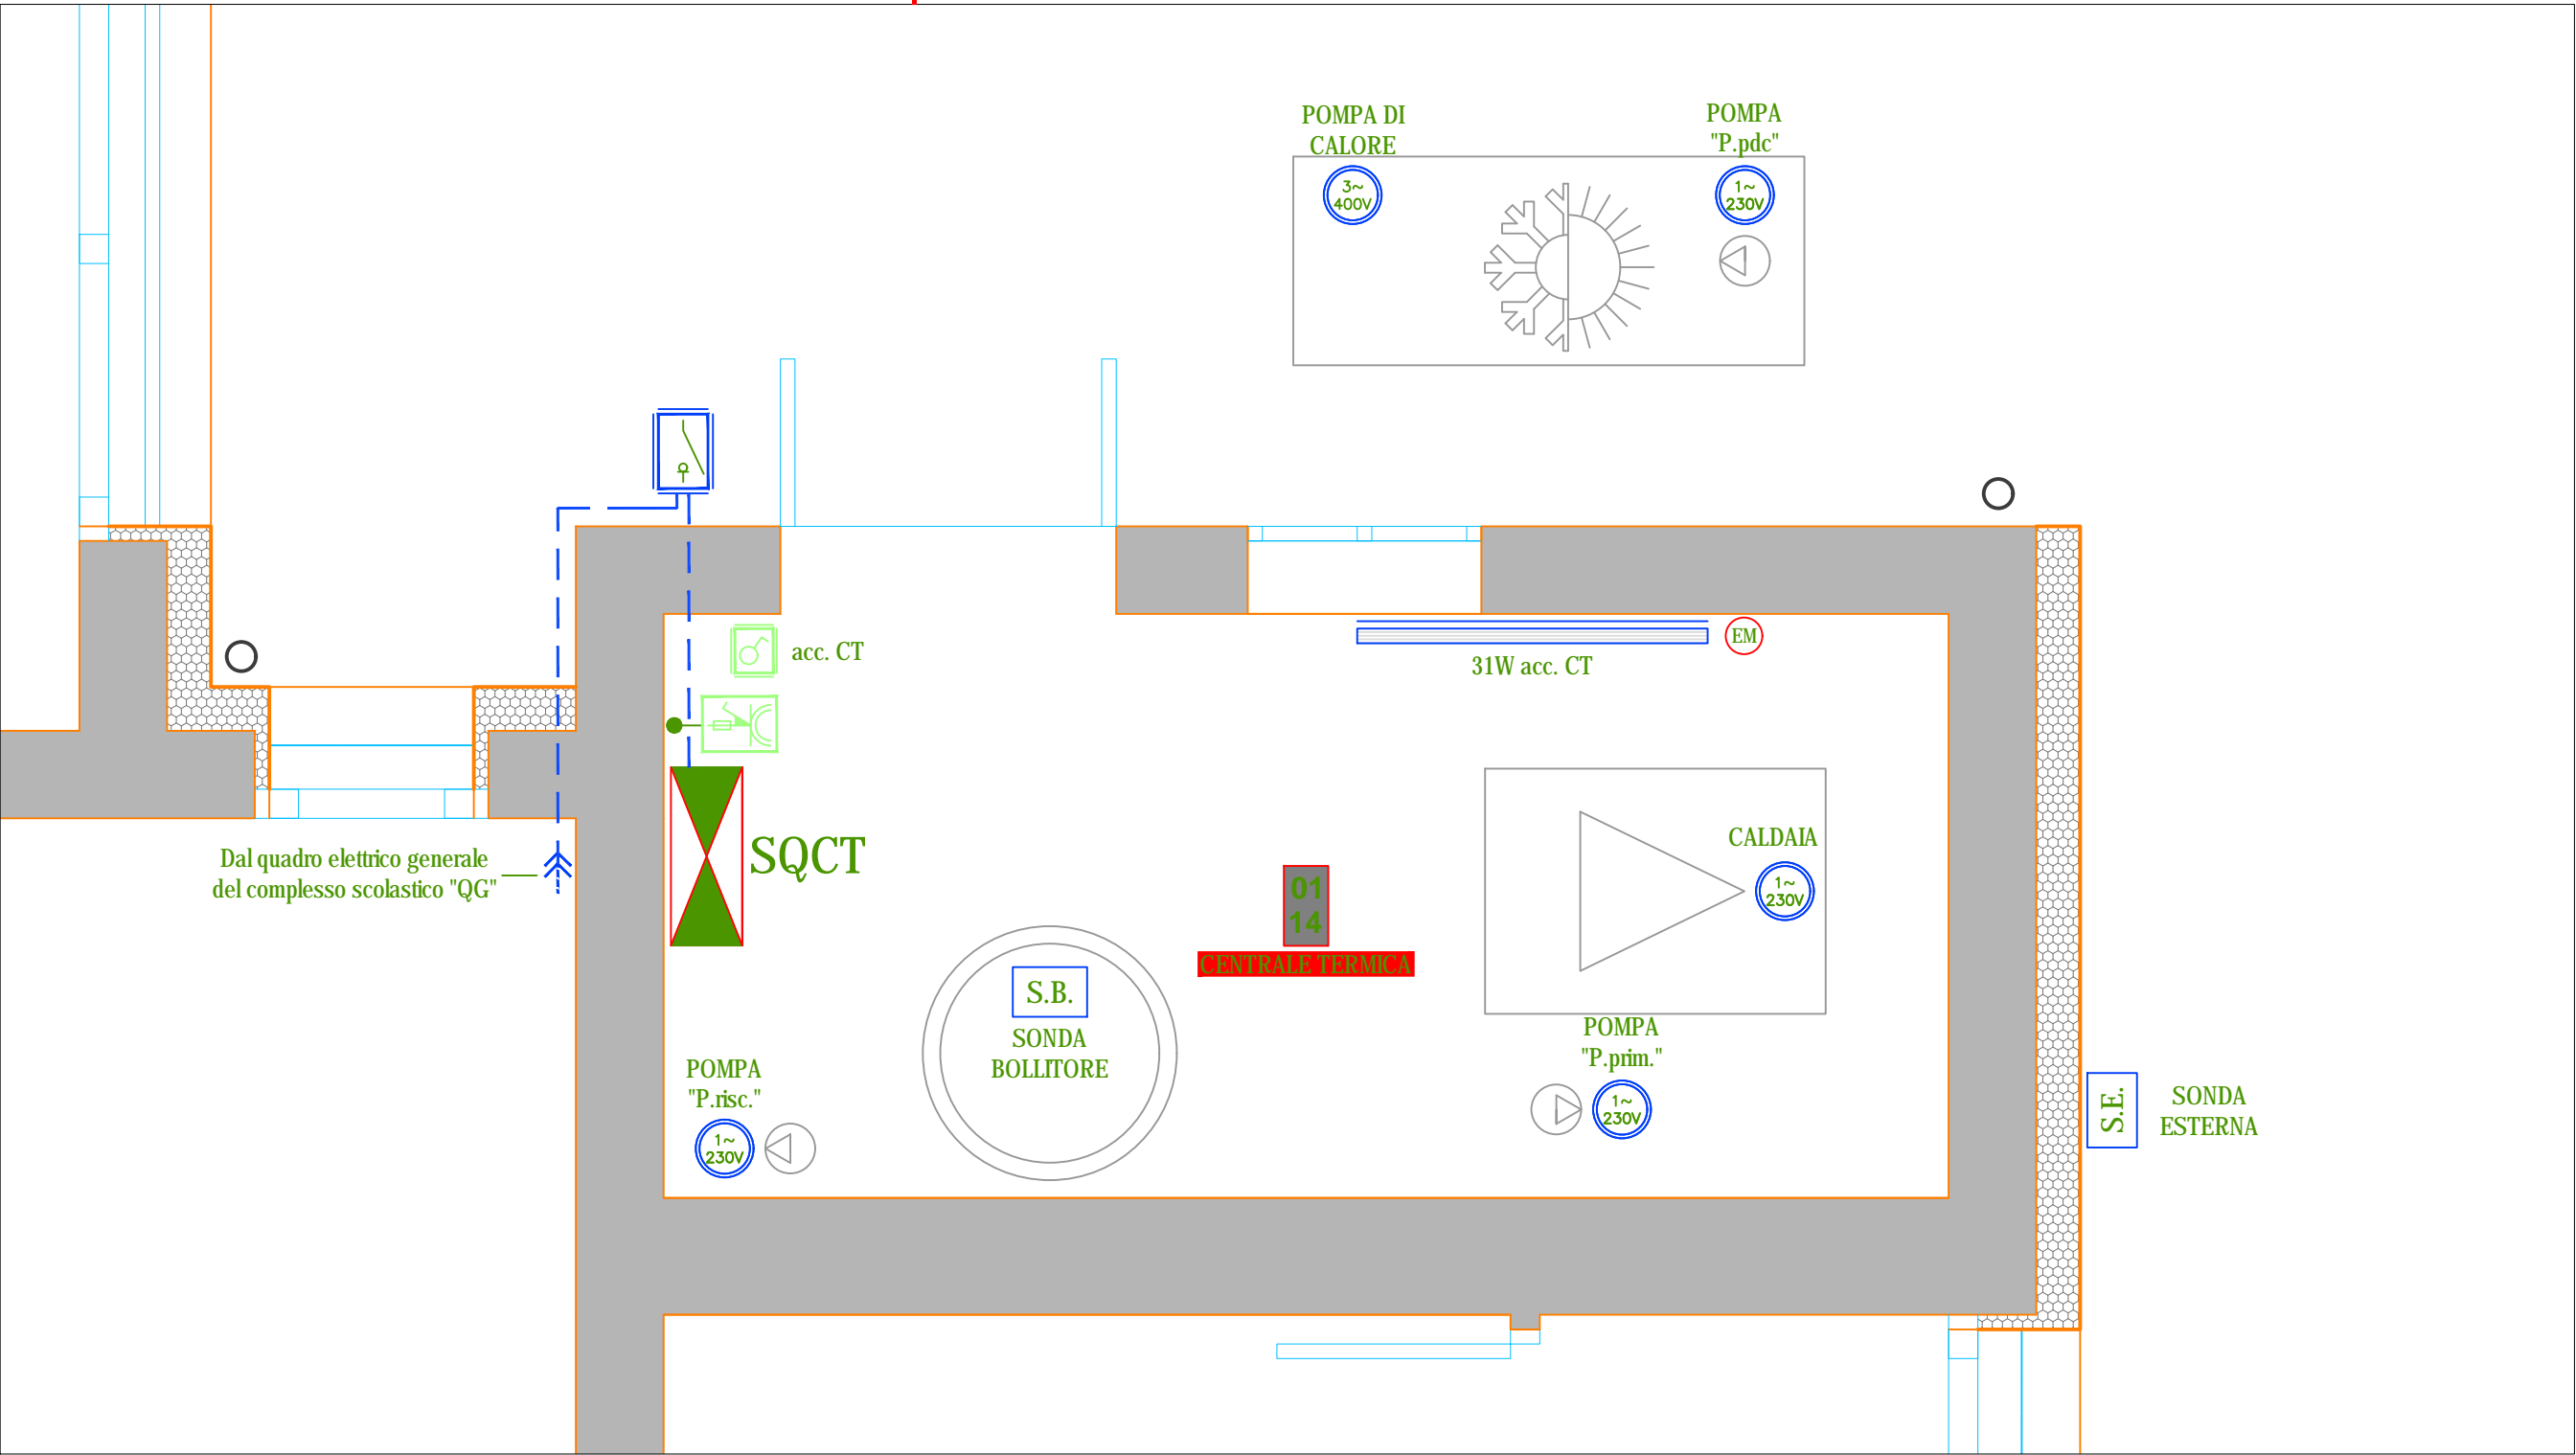 POMPA DI
CALORE
3~
400V
POMPA
"P.pdc"
1~
230V
acc. CT
EM
31W acc. CT
SQCT
Dal quadro elettrico generale
del complesso scolastico "QG"
CALDAIA
1~
230V
01
14
CENTRALE TERMICA
S.B.
SONDA
BOLLITORE
POMPA
"P.prim."
1~
230V
POMPA
"P.risc."
1~
230V
S.E.
SONDA
ESTERNA